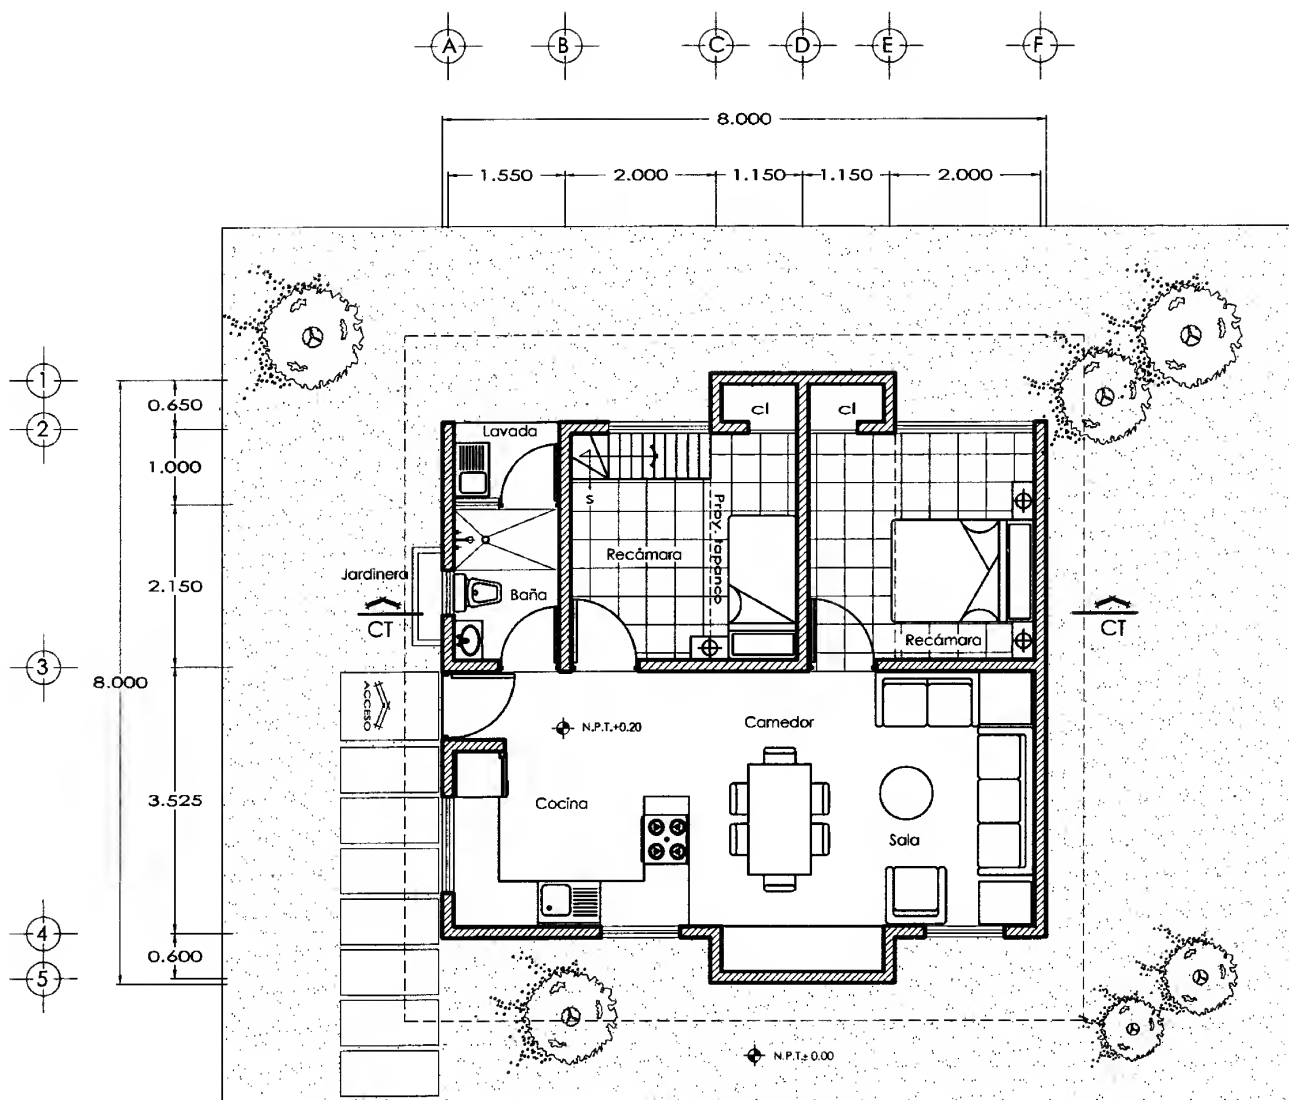 A B C D E F
8.000
1.550 2.000 1.150 1.150 2.000
1
0.650
2
1.000
2.150
3
8.000
3.525
4
0.600
5
cl cl
Lavada
S
Proy. tapanco
Recámara
Jardinera
Baña
CT
CT
Recámara
ACCESO
N.P.T.+0.20
Camedor
Cocina
Sala
N.P.T.± 0.00